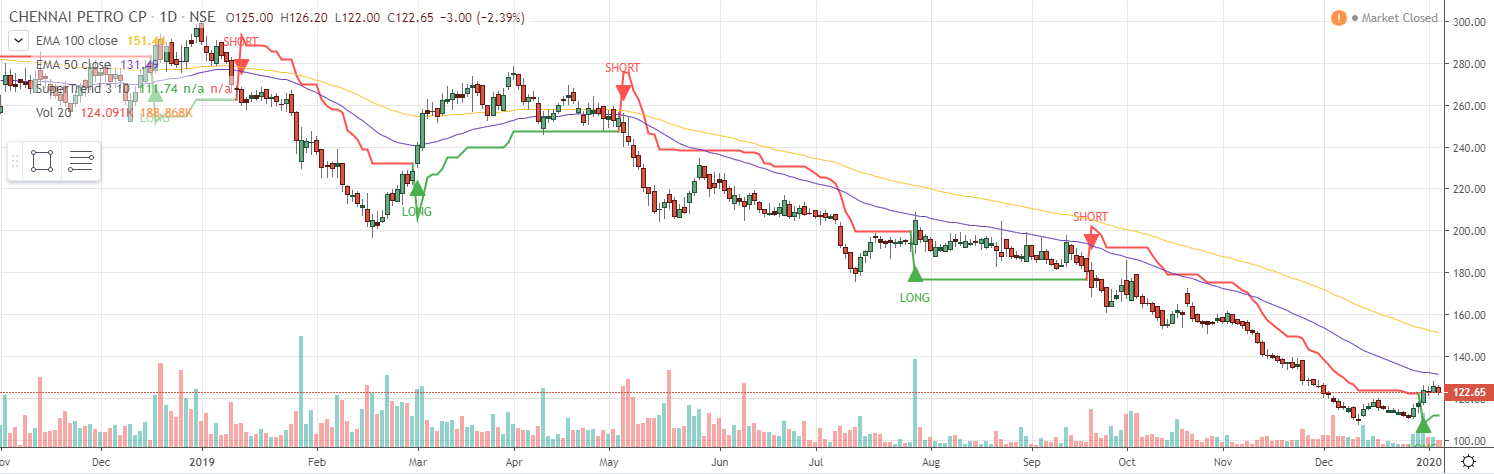 CHENNAI PETRO CP · 1D · NSE O125.00 H126.20 L122.00 C122.65 −3.00 (−2.39%)
Market Closed
EMA 100 close
EMA 50 close 131.49
SuperTrend 3 10 111.74 n/a n/a
Vol 20 124.091K 188.868K
SHORT
LONG
LONG
SHORT
LONG
SHORT
LONG
300.00
280.00
260.00
240.00
220.00
200.00
180.00
160.00
140.00
122.65
120.00
100.00
Dec 2019 Feb Mar Apr May Jun Jul Aug Sep Oct Nov Dec 2020